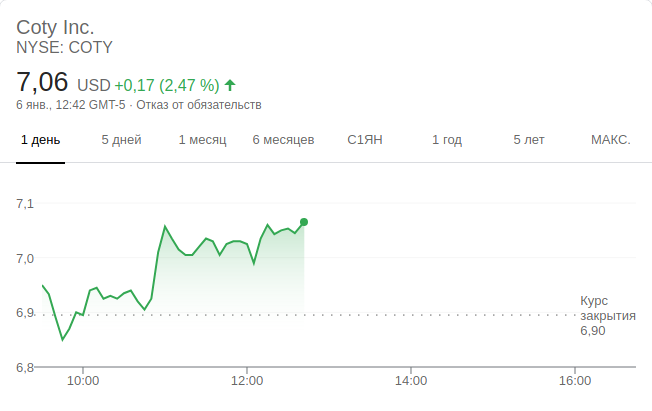 Coty Inc.
NYSE: COTY
7,06 USD +0,17 (2,47 %)
6 янв., 12:42 GMT-5 · Отказ от обязательств
1 день 5 дней 1 месяц 6 месяцев С1ЯН 1 год 5 лет МАКС.
7,1
7,0
6,9
Курс
закрытия
6,90
6,8
10:00 12:00 14:00 16:00